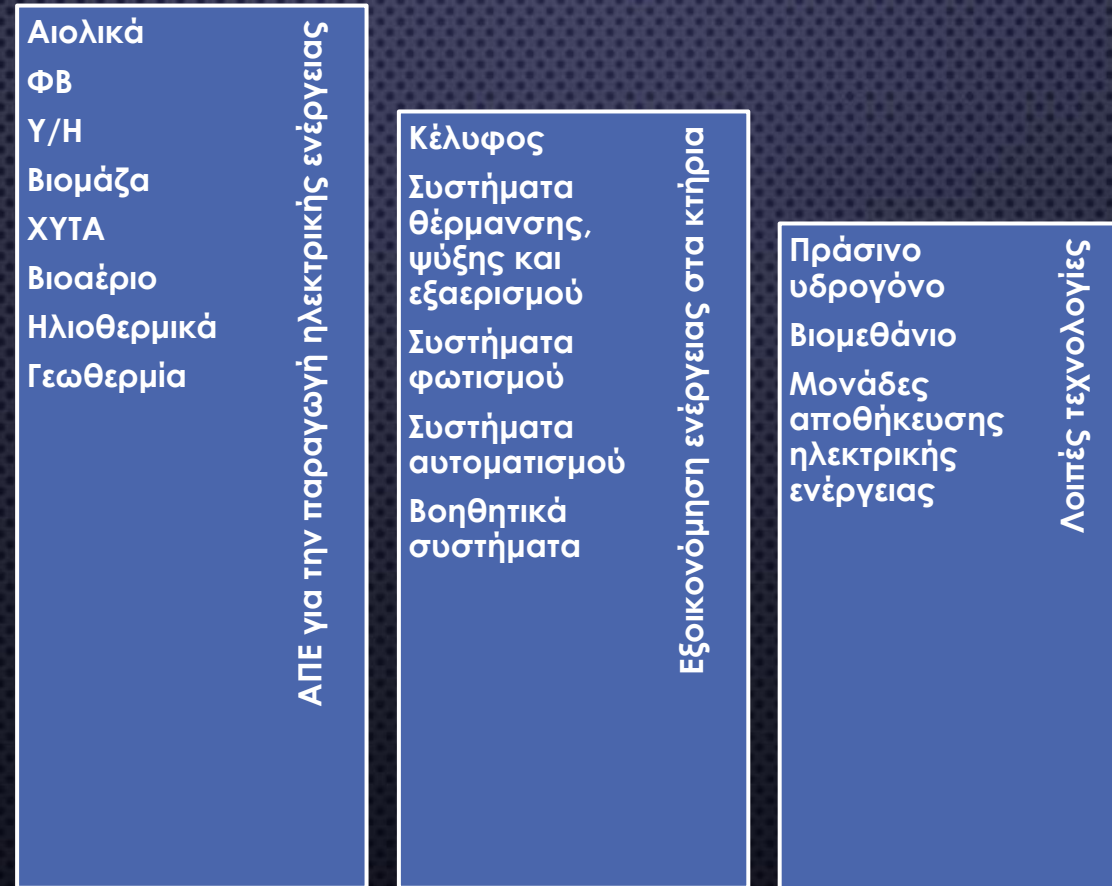 Αιολικά
ΦΒ
Υ/Η
Βιομάζα
ΧΥΤΑ
Βιοαέριο
Ηλιοθερμικά
Γεωθερμία
ΑΠΕ για την παραγωγή ηλεκτρικής ενέργειας
Κέλυφος
Συστήματα
θέρμανσης,
ψύξης και
εξαερισμού
Συστήματα
φωτισμού
Συστήματα
αυτοματισμού
Βοηθητικά
συστήματα
Εξοικονόμηση ενέργειας στα κτήρια
Πράσινο
υδρογόνο
Βιομεθάνιο
Μονάδες
αποθήκευσης
ηλεκτρικής
ενέργειας
Λοιπές τεχνολογίες